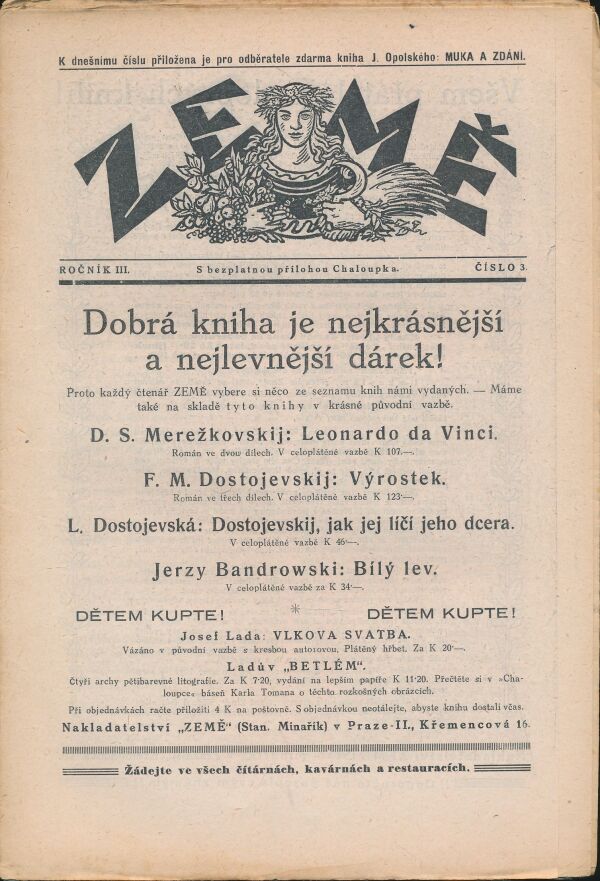 K dnešnímu číslu přiložena je pro odběratele zdarma kniha J. Opolského: MUKA A ZDÁNÍ.
ZEMĚ
ROČNÍK III. S bezplatnou přílohou Chaloupka. ČÍSLO 3.
Dobrá kniha je nejkrásnější
a nejlevnější dárek!
Proto každý čtenář ZEMĚ vybere si něco ze seznamu knih námi vydaných. — Máme
také na skladě tyto knihy v krásné původní vazbě.
D. S. Merežkovskij: Leonardo da Vinci.
Román ve dvou dílech. V celoplátěné vazbě K 107.—.
F. M. Dostojevskij: Výrostek.
Román ve třech dílech. V celoplátěné vazbě K 123·—.
L. Dostojevská: Dostojevskij, jak jej líčí jeho dcera.
V celoplátěné vazbě K 46·—.
Jerzy Bandrowski: Bílý lev.
V celoplátěné vazbě za K 34·—.
DĚTEM KUPTE! * DĚTEM KUPTE!
Josef Lada: VLKOVA SVATBA.
Vázáno v původní vazbě s kresbou autorovou. Plátěný hřbet. Za K 20·—.
Ladův „BETLÉM".
Čtyři archy pětibarevné litografie. Za K 7·20, vydání na lepším papíře K 11·20. Přečtěte si v »Cha-
loupce« báseň Karla Tomana o těchto rozkošných obrázcích.
Při objednávkách račte přiložiti 4 K na poštovné. S objednávkou neotálejte, abyste knihu dostali včas.
Nakladatelství „ZEMĚ" (Stan. Minařík) v Praze-II., Křemencová 16.
Žádejte ve všech čítárnách, kavárnách a restauracích.